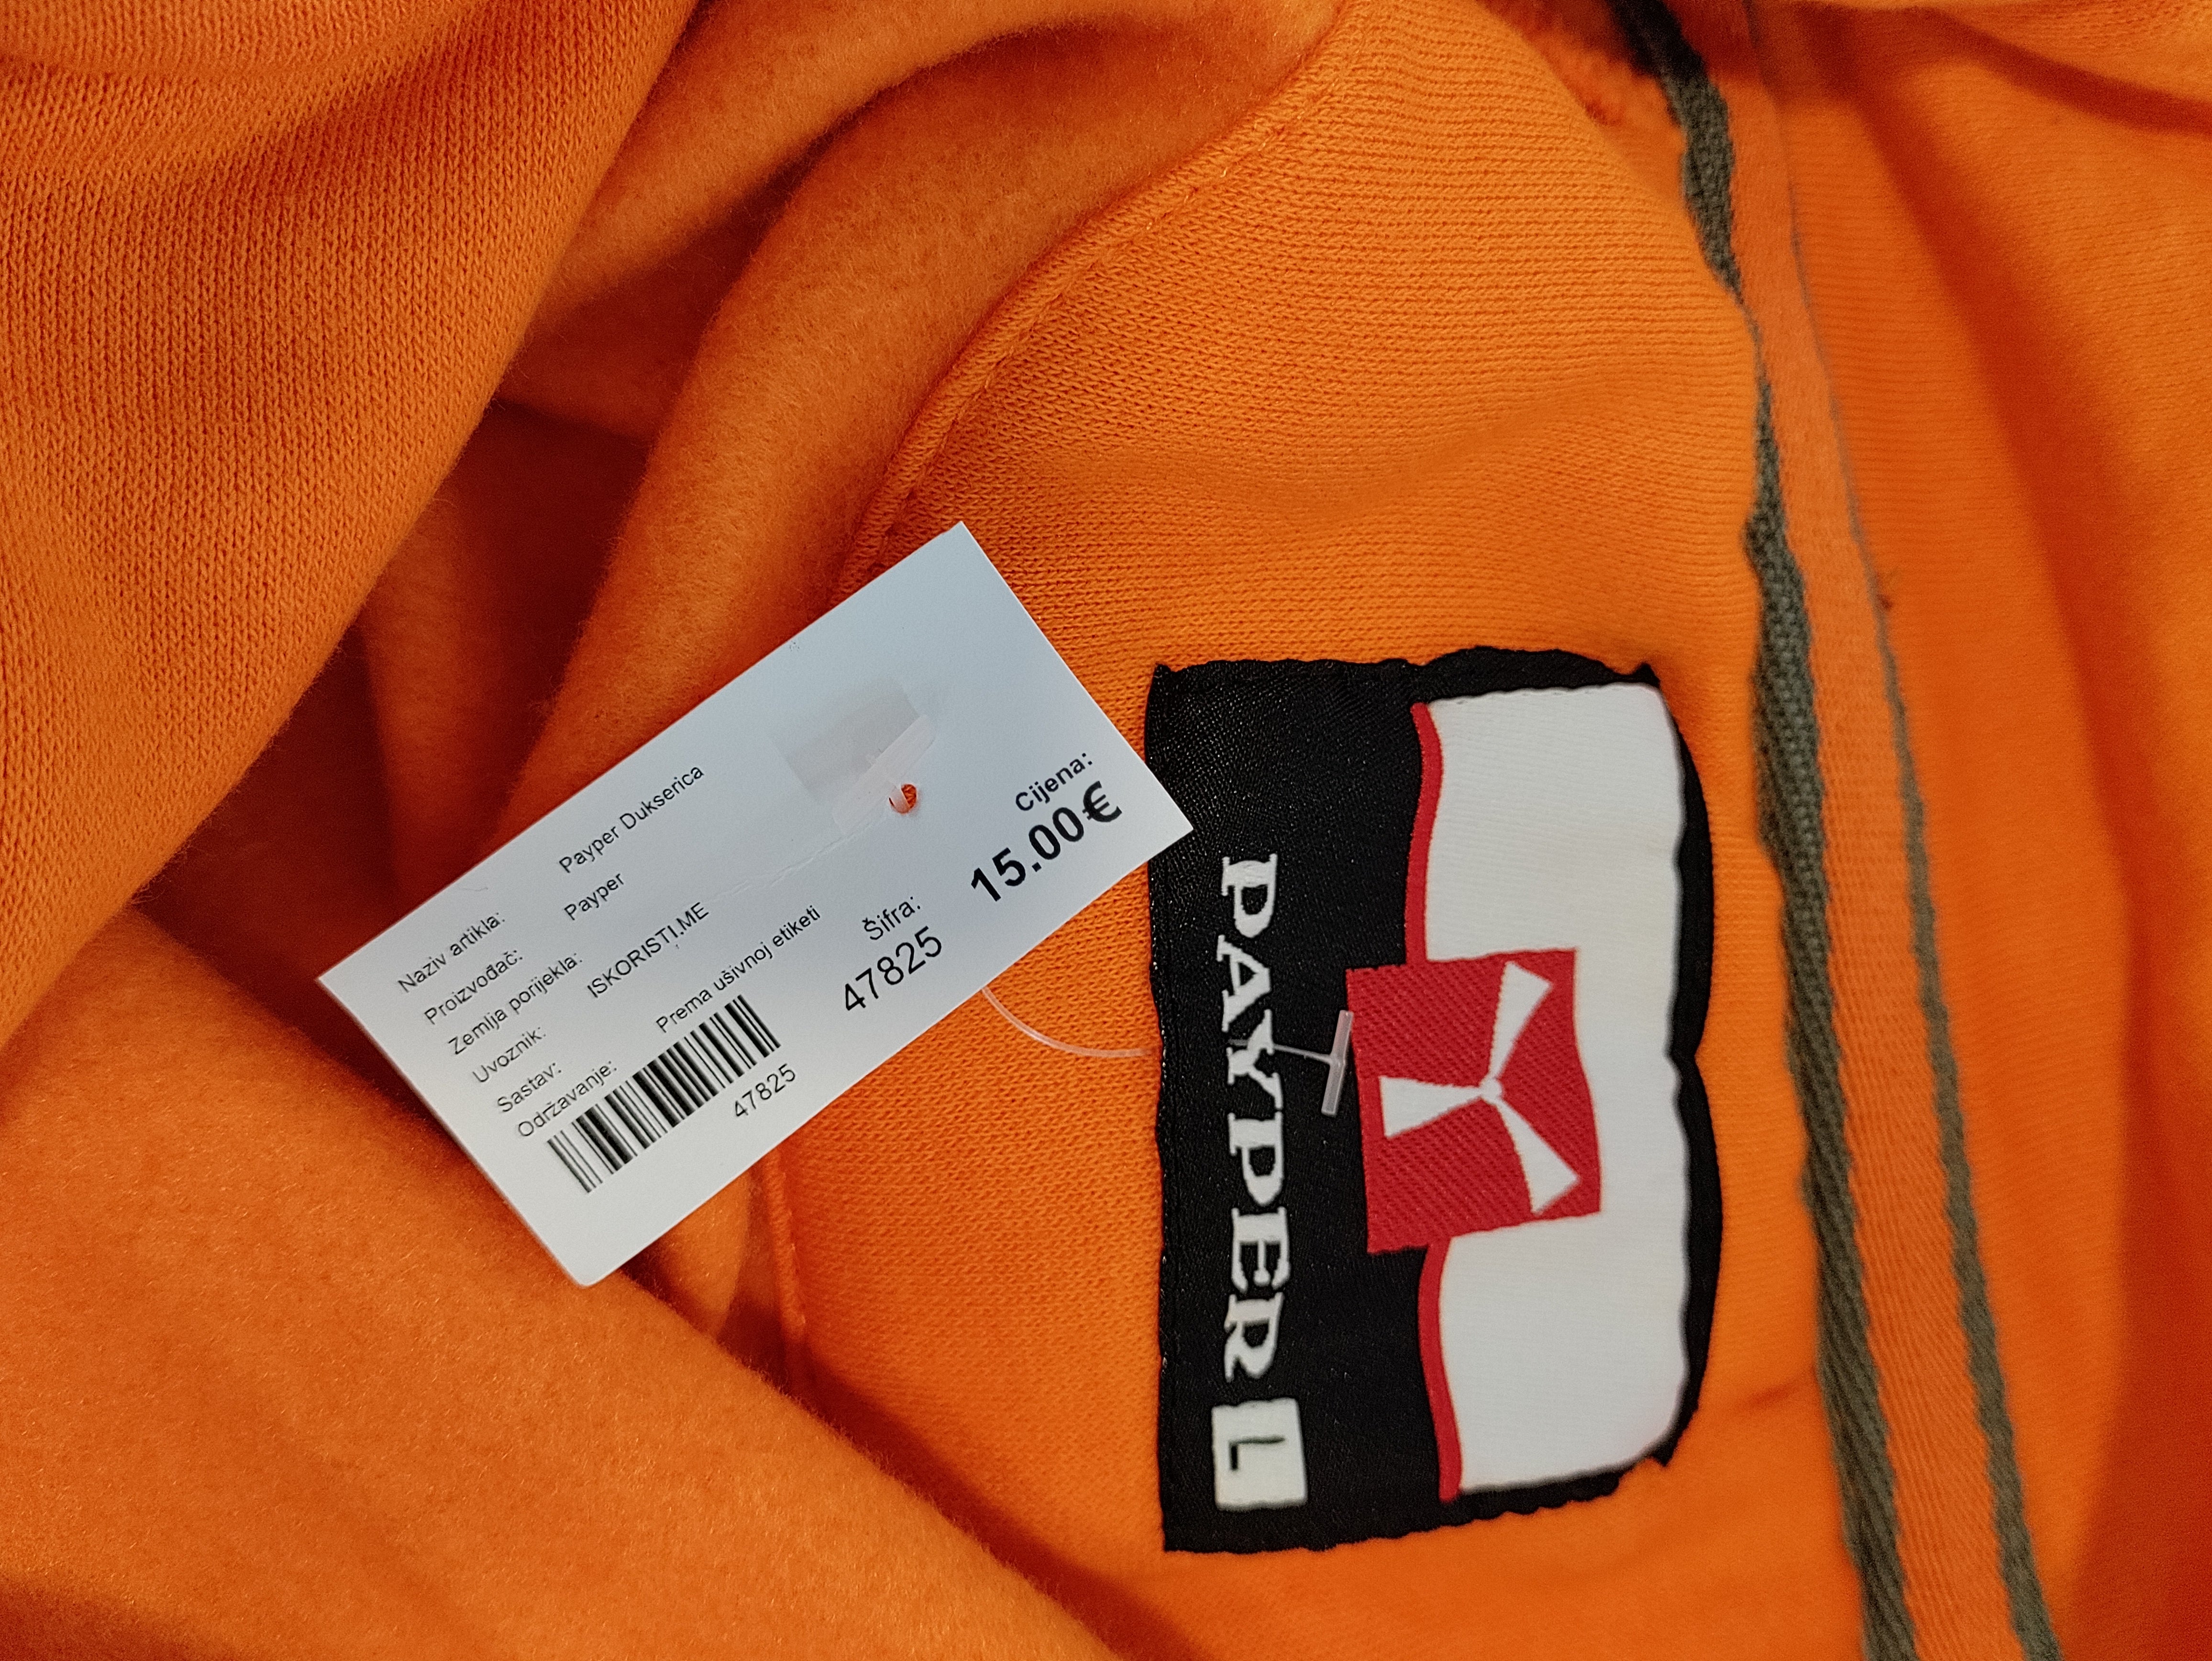 Naziv artikla: Payper Dukserica
Proizvođač: Payper
Zemlja porijekla:
Uvoznik: ISKORISTI.ME
Sastav:
Održavanje: Prema ušivnoj etiketi
47825
Šifra:
47825
Cijena:
15.00€
PAYPER L